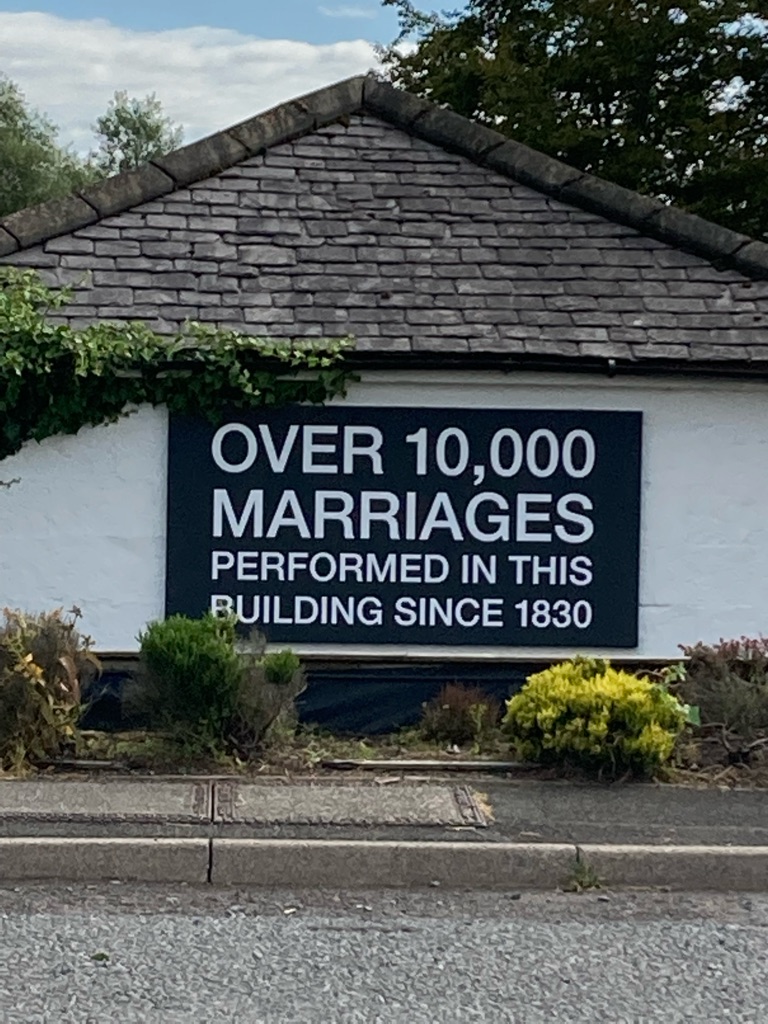 OVER 10,000
MARRIAGES
PERFORMED IN THIS
BUILDING SINCE 1830